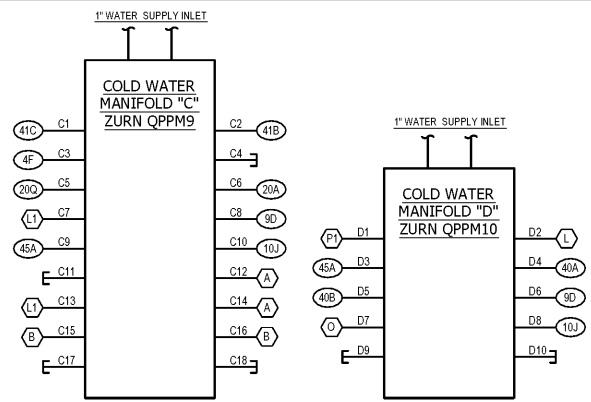 1" WATER SUPPLY INLET
COLD WATER
MANIFOLD "C"
ZURN QPPM9
41C C1 C2 41B
4F C3 C4
20Q C5 C6 20A
L1 C7 C8 9D
45A C9 C10 10J
C11 C12 A
L1 C13 C14 A
B C15 C16 B
C17 C18
1" WATER SUPPLY INLET
COLD WATER
MANIFOLD "D"
ZURN QPPM10
P1 D1 D2 L
45A D3 D4 40A
40B D5 D6 9D
O D7 D8 10J
D9 D10